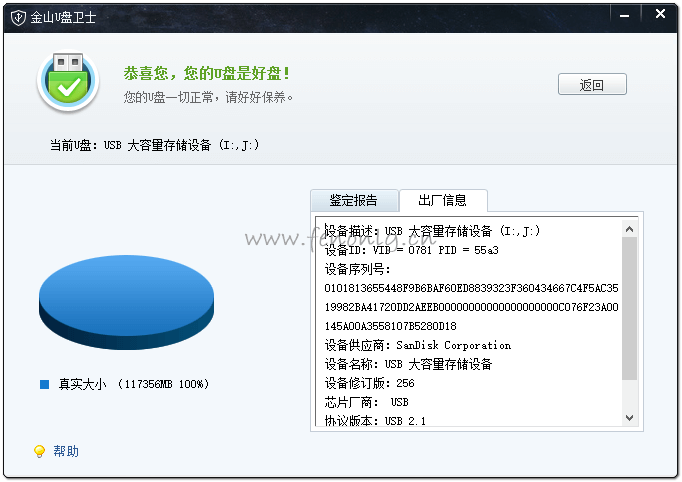 金山U盘卫士
恭喜您，您的U盘是好盘！
您的U盘一切正常，请好好保养。
返回
当前U盘：USB 大容量存储设备 (I:,J:)
鉴定报告
出厂信息
www.fenonlg.cn
设备描述：USB 大容量存储设备 (I:,J:)
设备ID：VID = 0781 PID = 55a3
设备序列号：
0101813655448F9B6BAF60ED8839323F360434667C4F5AC35
19982BA41720DD2AEEB00000000000000000000C076F23A00
145A00A3558107B5280D18
设备供应商：SanDisk Corporation
设备名称：USB 大容量存储设备
设备修订版：256
芯片厂商： USB
协议版本：USB 2.1
真实大小 (117356MB 100%)
帮助